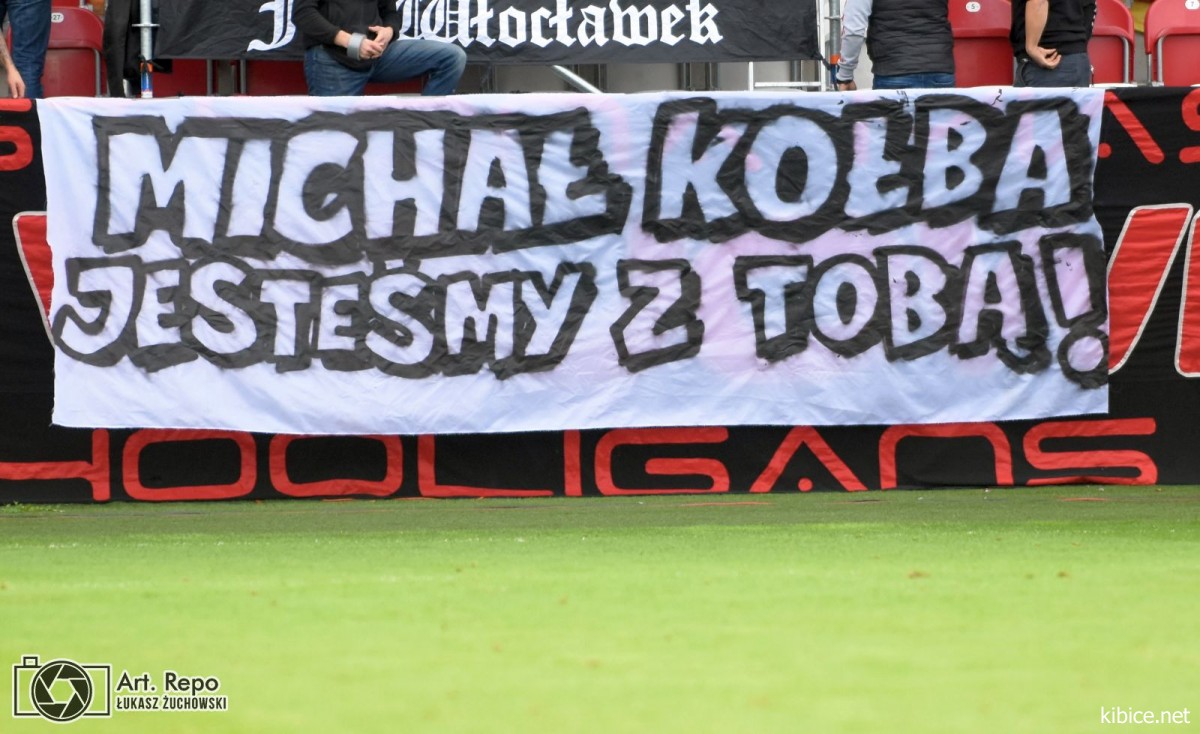 Włocławek
MICHAŁ KOŁBA
JESTEŚMY Z TOBĄ!
HOOLIGANS
Art. Repo
ŁUKASZ ŻUCHOWSKI
kibice.net